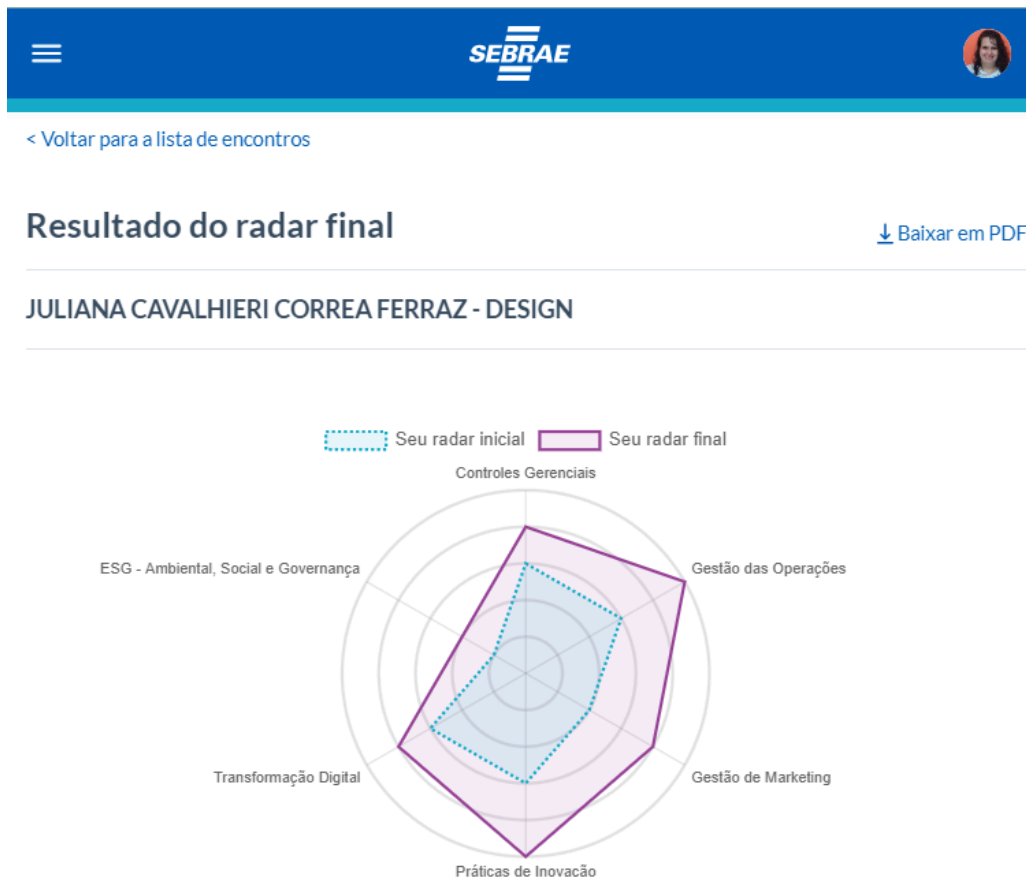 SEBRAE
< Voltar para a lista de encontros
Resultado do radar final
Baixar em PDF
JULIANA CAVALHIERI CORREA FERRAZ - DESIGN
Seu radar inicial
Seu radar final
Controles Gerenciais
ESG - Ambiental, Social e Governança
Gestão das Operações
Transformação Digital
Gestão de Marketing
Práticas de Inovação